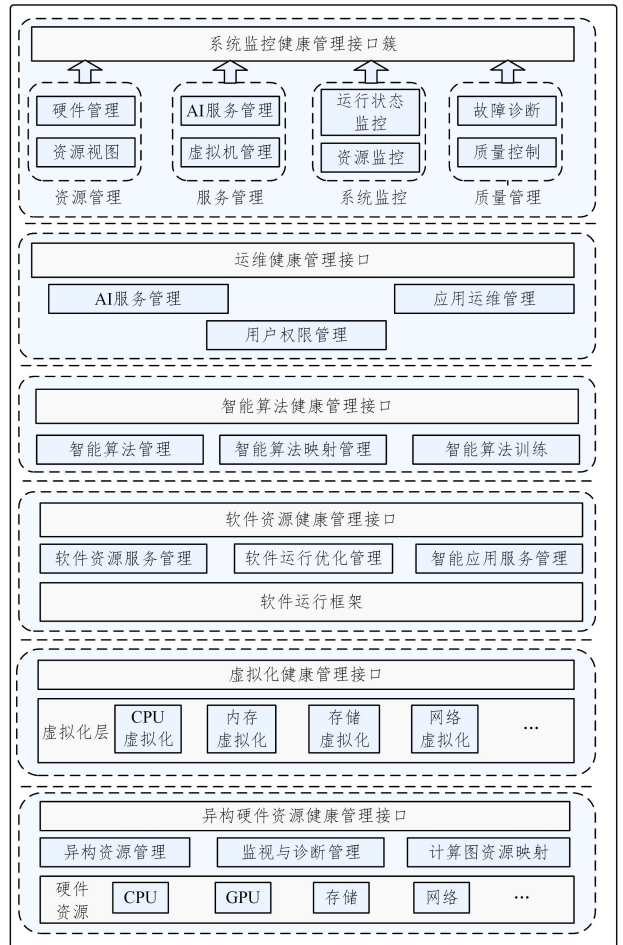 系统监控健康管理接口簇
硬件管理
资源视图
资源管理
AI服务管理
虚拟机管理
服务管理
运行状态
监控
资源监控
系统监控
故障诊断
质量控制
质量管理
运维健康管理接口
AI服务管理
应用运维管理
用户权限管理
智能算法健康管理接口
智能算法管理
智能算法映射管理
智能算法训练
软件资源健康管理接口
软件资源服务管理
软件运行优化管理
智能应用服务管理
软件运行框架
虚拟化健康管理接口
虚拟化层
CPU
虚拟化
内存
虚拟化
存储
虚拟化
网络
虚拟化
…
异构硬件资源健康管理接口
异构资源管理
监视与诊断管理
计算图资源映射
硬件
资源
CPU
GPU
存储
网络
…